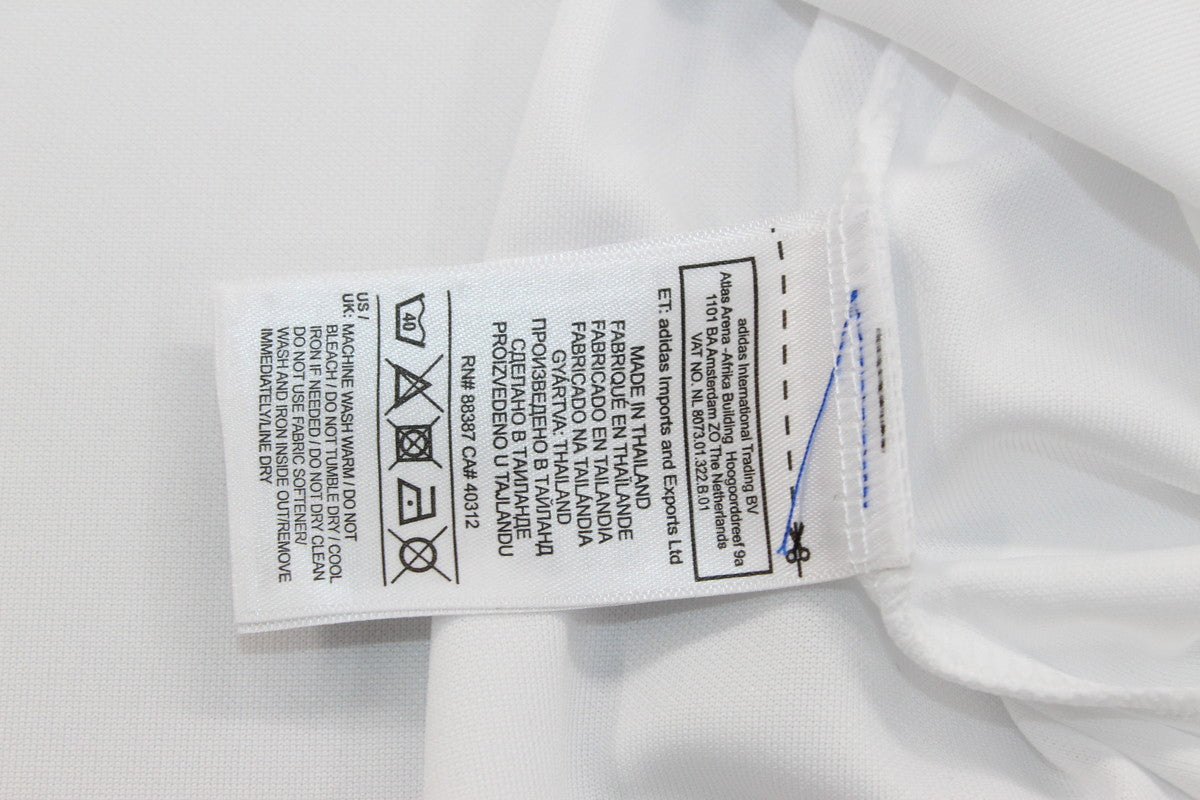 adidas International Trading BV
Atlas Arena -Afrika Building Hoogoorddreef 9a
1101 BA Amsterdam ZO The Netherlands
VAT NO. NL 8073.01.322.B.01
ET: adidas Imports and Exports Ltd
MADE IN THAILAND
FABRIQUÉ EN THAÏLANDE
FABRICADO EN TAILANDIA
FABRICADO NA TAILÂNDIA
GYÁRTVA: THAILAND
ПРОИЗВЕДЕНО В ТАЙЛАНД
СДЕЛАНО В ТАИЛАНДЕ
PROIZVEDENO U TAJLANDU
RN# 88387 CA# 40312
40
US /
UK: MACHINE WASH WARM / DO NOT
BLEACH / DO NOT TUMBLE DRY / COOL
IRON IF NEEDED / DO NOT DRY CLEAN
DO NOT USE FABRIC SOFTENER/
WASH AND IRON INSIDE OUT/REMOVE
IMMEDIATELY/LINE DRY